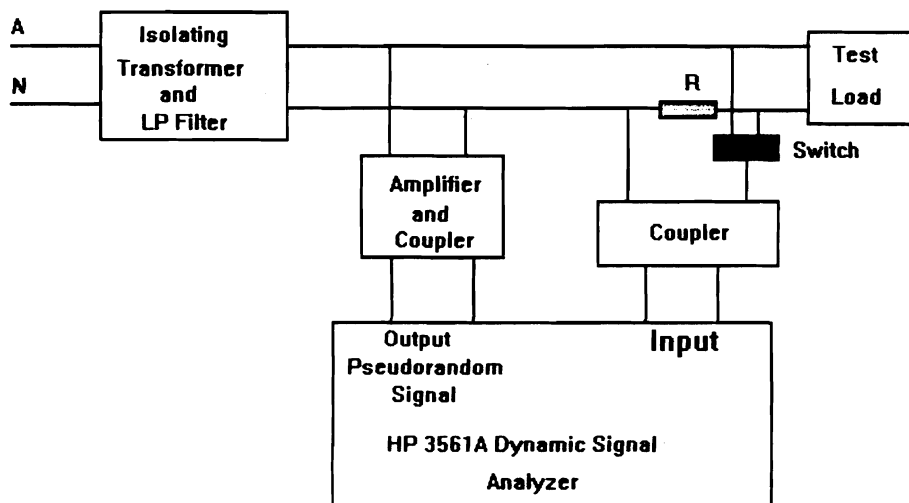 A
N
Isolating
Transformer
and
LP Filter
R
Test
Load
Switch
Amplifier
and
Coupler
Coupler
Output
Pseudorandom
Signal
Input
HP 3561A Dynamic Signal
Analyzer